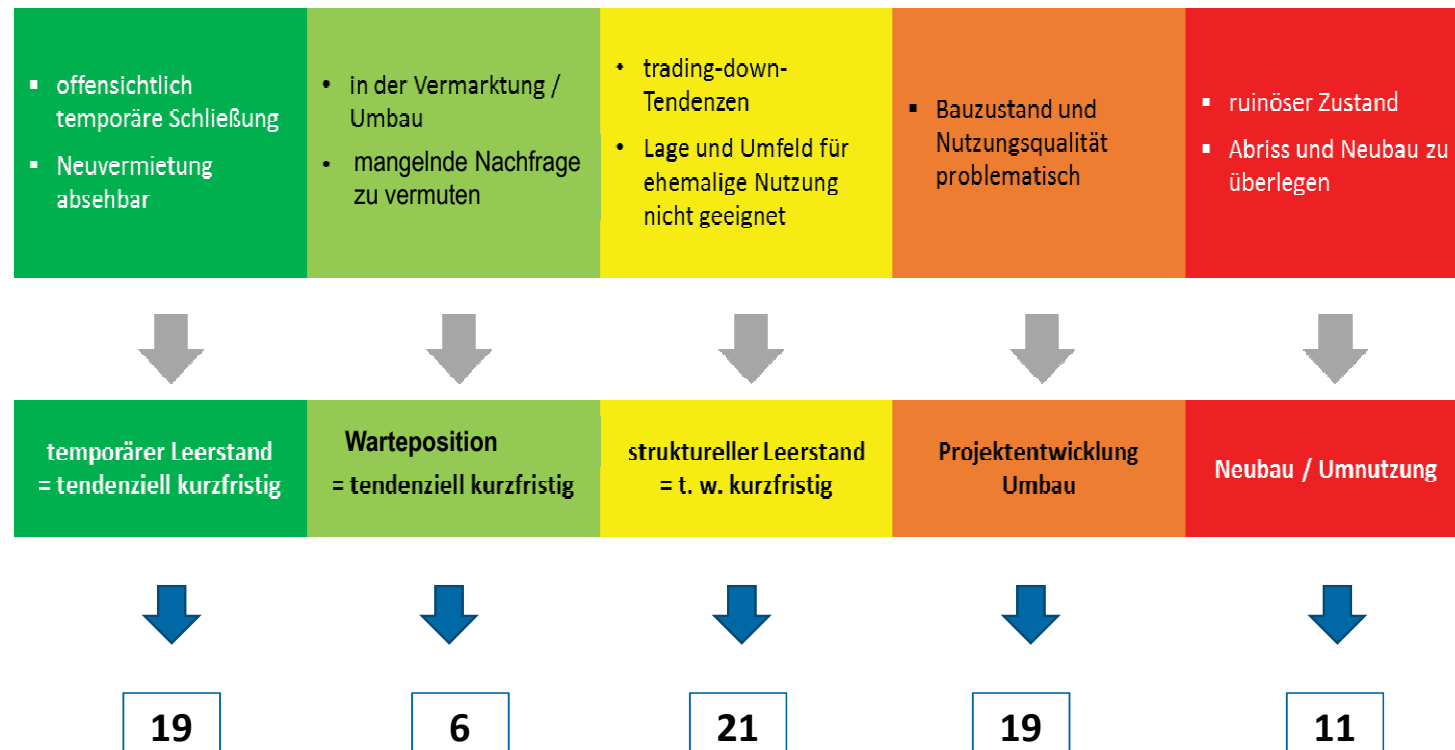 ▪ offensichtlich
temporäre Schließung
▪ Neuvermietung
absehbar
• in der Vermarktung /
Umbau
• mangelnde Nachfrage
zu vermuten
• trading-down-
Tendenzen
• Lage und Umfeld für
ehemalige Nutzung
nicht geeignet
▪ Bauzustand und
Nutzungsqualität
problematisch
▪ ruinöser Zustand
▪ Abriss und Neubau zu
überlegen
temporärer Leerstand
= tendenziell kurzfristig
Warteposition
= tendenziell kurzfristig
struktureller Leerstand
= t. w. kurzfristig
Projektentwicklung
Umbau
Neubau / Umnutzung
19
6
21
19
11